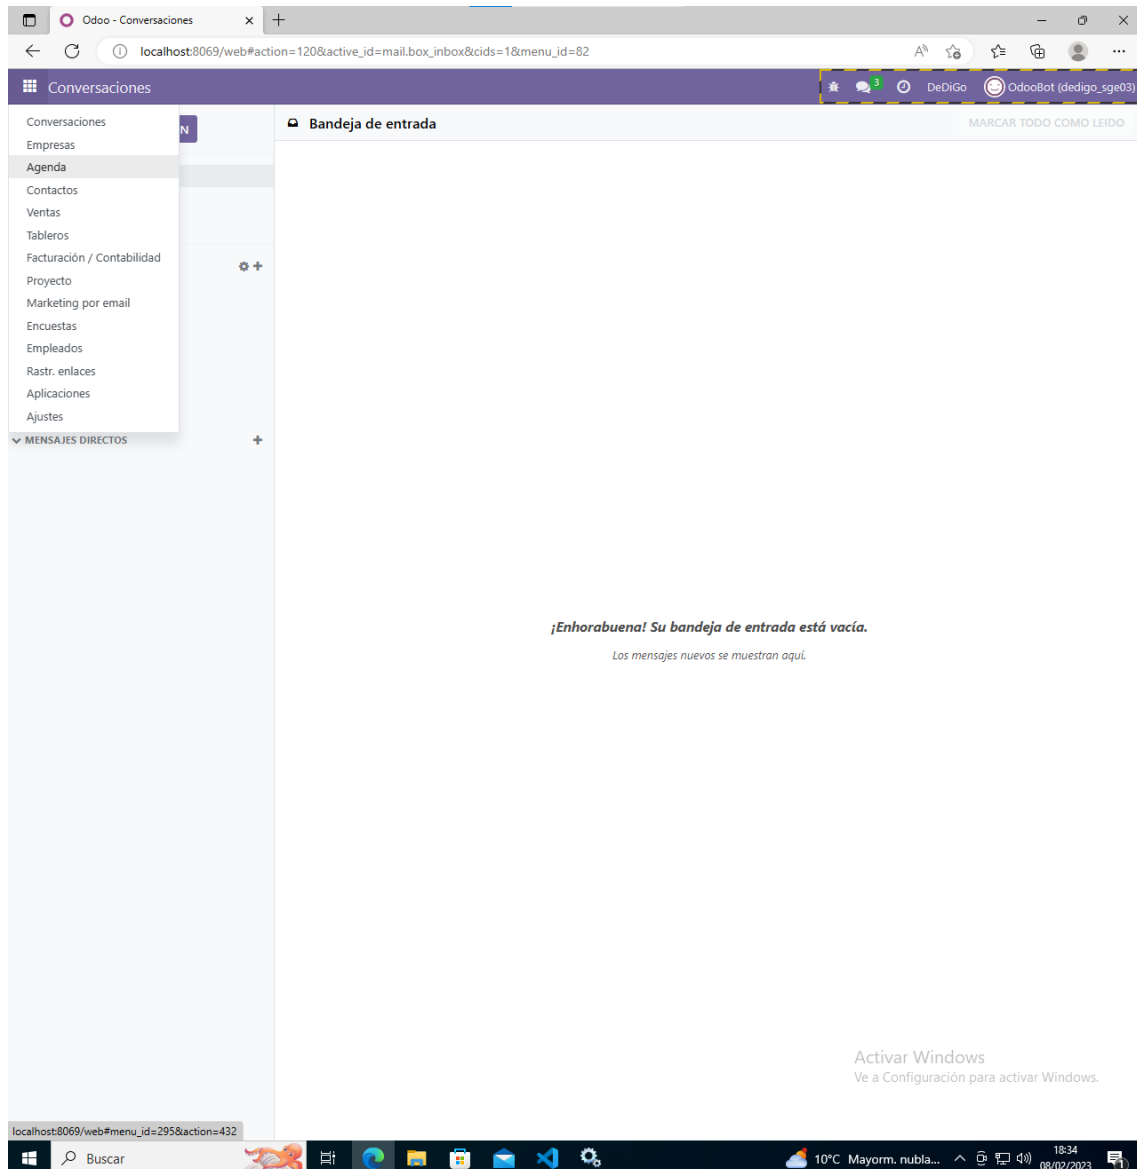 Odoo - Conversaciones
localhost:8069/web#action=120&active_id=mail.box_inbox&cids=1&menu_id=82
Conversaciones
3
DeDiGo
OdooBot (dedigo_sge03)
Conversaciones
Empresas
Agenda
Contactos
Ventas
Tableros
Facturación / Contabilidad
Proyecto
Marketing por email
Encuestas
Empleados
Rastr. enlaces
Aplicaciones
Ajustes
N
MENSAJES DIRECTOS
Bandeja de entrada
MARCAR TODO COMO LEIDO
¡Enhorabuena! Su bandeja de entrada está vacía.
Los mensajes nuevos se muestran aquí.
Activar Windows
Ve a Configuración para activar Windows.
localhost:8069/web#menu_id=295&action=432
Buscar
10°C Mayorm. nubla...
18:34
08/02/2023